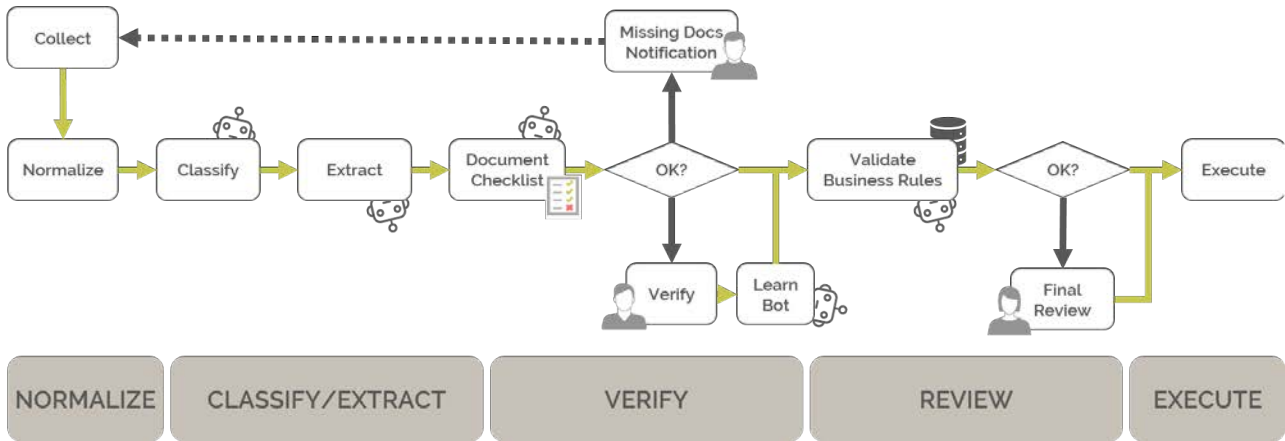 Collect
Missing Docs
Notification
Normalize
Classify
Extract
Document
Checklist
OK?
Validate
Business Rules
OK?
Execute
Verify
Learn
Bot
Final
Review
NORMALIZE
CLASSIFY/EXTRACT
VERIFY
REVIEW
EXECUTE